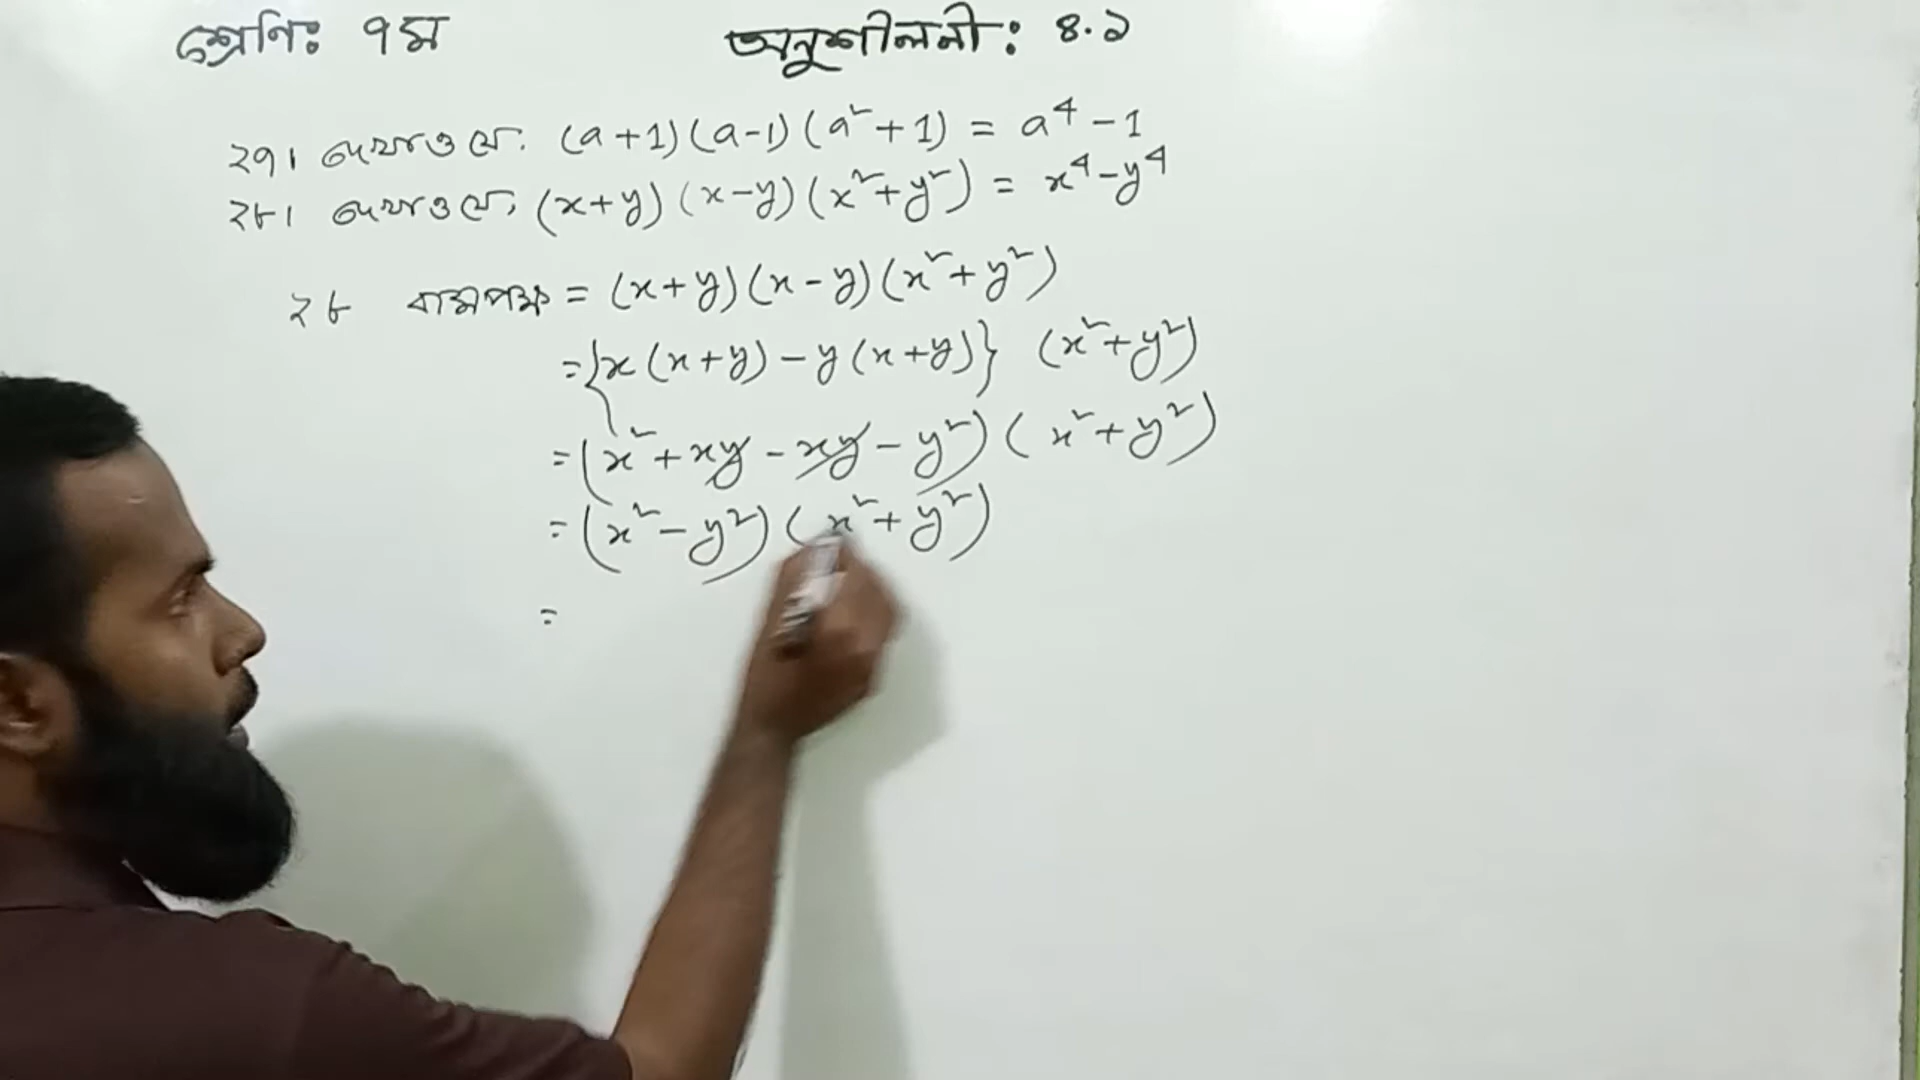 শ্রেণিঃ ৭ম অনুশীলনী: ৪.১
২৭। দেখাও যে, (a+1)(a-1)(a²+1) = a⁴-1
২৮। দেখাও যে, (x+y)(x-y)(x²+y²) = x⁴-y⁴
২৮ বামপক্ষ = (x+y)(x-y)(x²+y²)
= {x(x+y)-y(x+y)} (x²+y²)
= (x²+xy-xy-y²)(x²+y²)
= (x²-y²)(x²+y²)
=